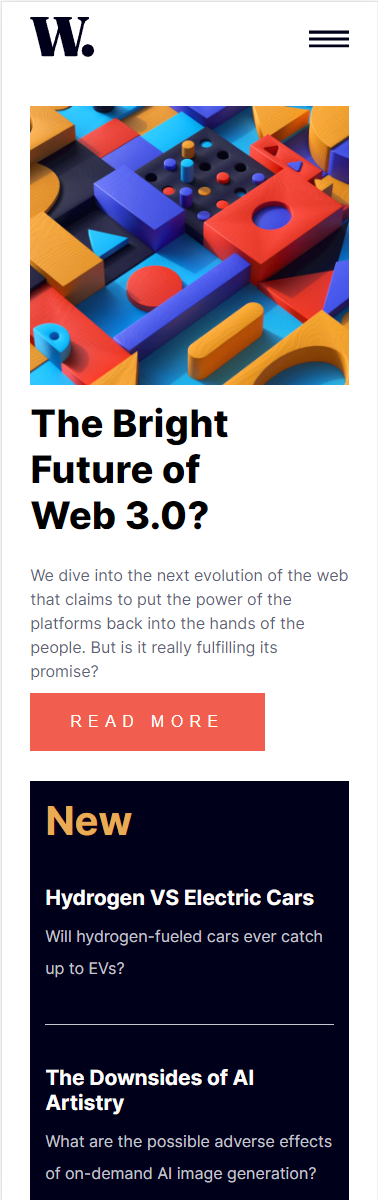 W.
The Bright
Future of
Web 3.0?
We dive into the next evolution of the web
that claims to put the power of the
platforms back into the hands of the
people. But is it really fulfilling its
promise?
READ MORE
New
Hydrogen VS Electric Cars
Will hydrogen-fueled cars ever catch
up to EVs?
The Downsides of AI
Artistry
What are the possible adverse effects
of on-demand AI image generation?